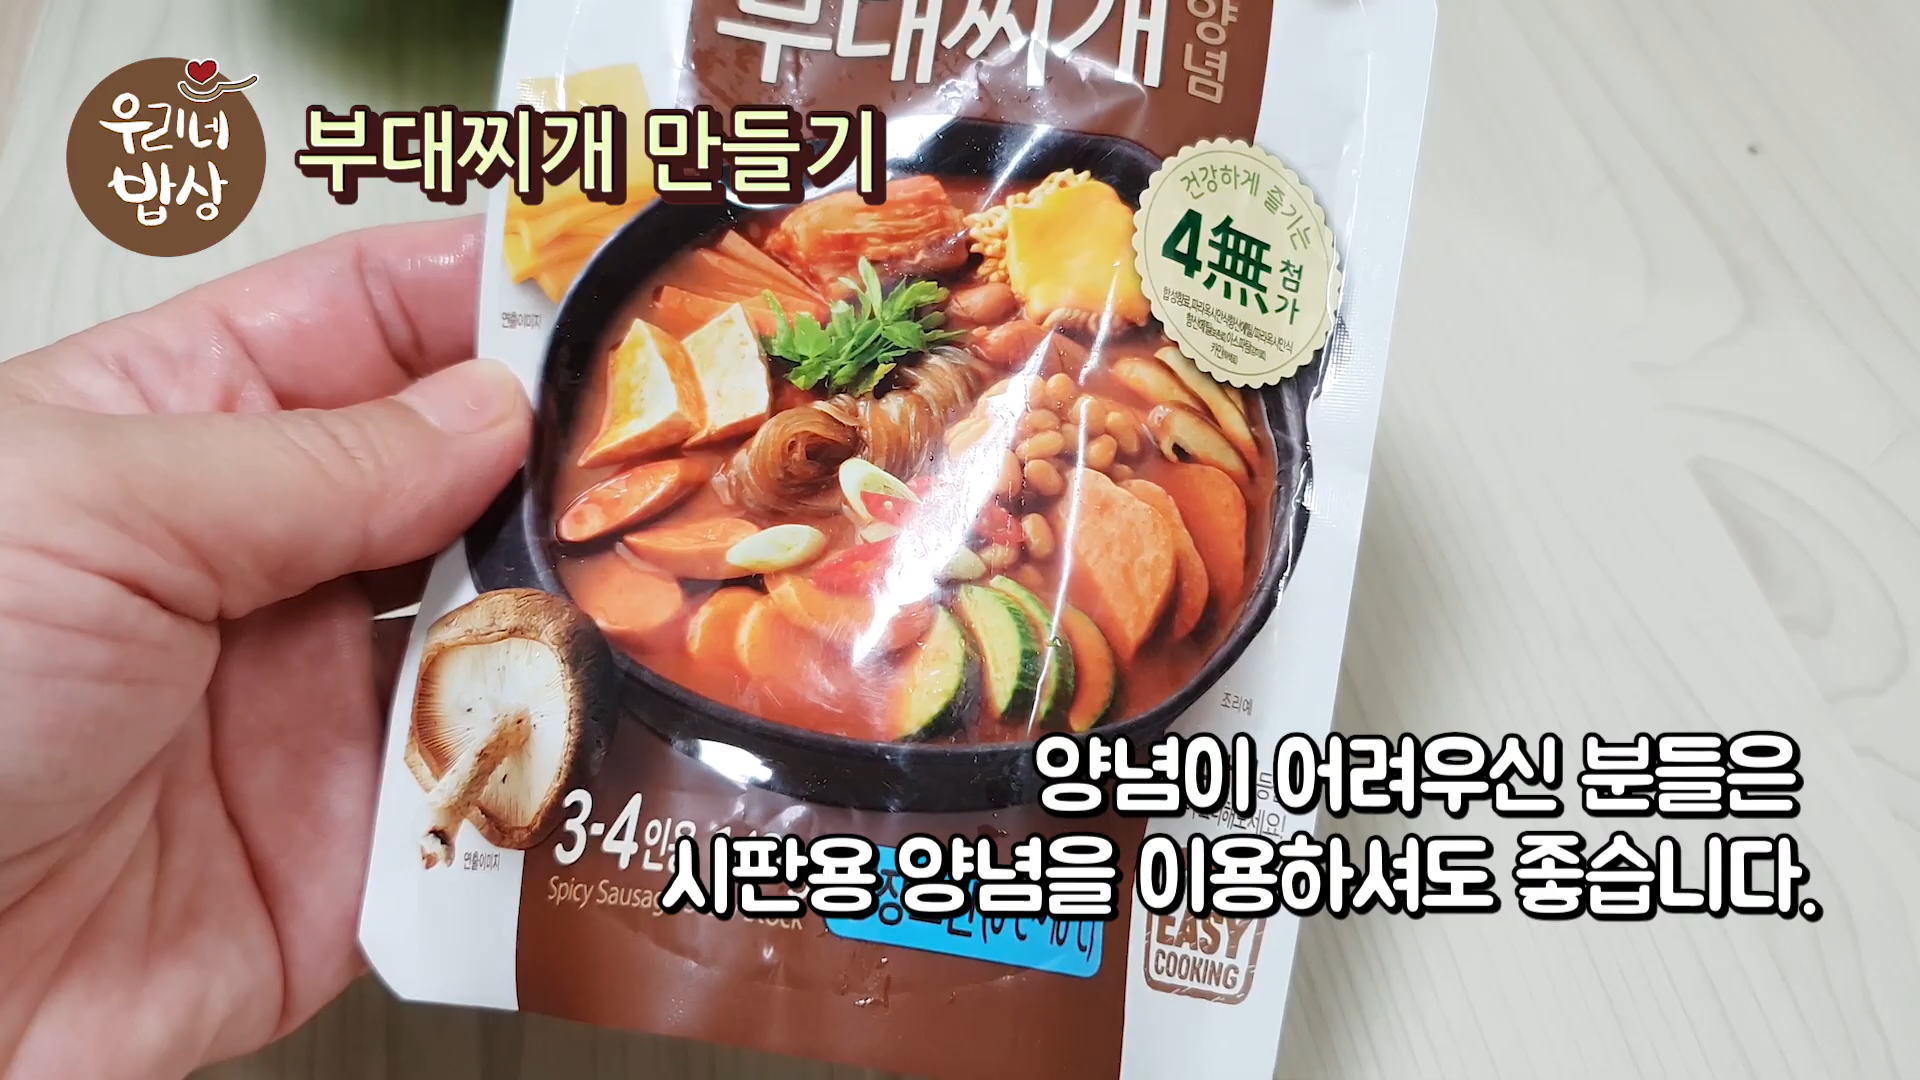 부대찌개
양념
우리네
밥상
부대찌개 만들기
건강하게 즐기는
4無 첨가
연출이미지
조리예
양념이 어려우신 분들은
시판용 양념을 이용하셔도 좋습니다.
3-4인용
연출이미지
Spicy Sausage
EASY
COOKING